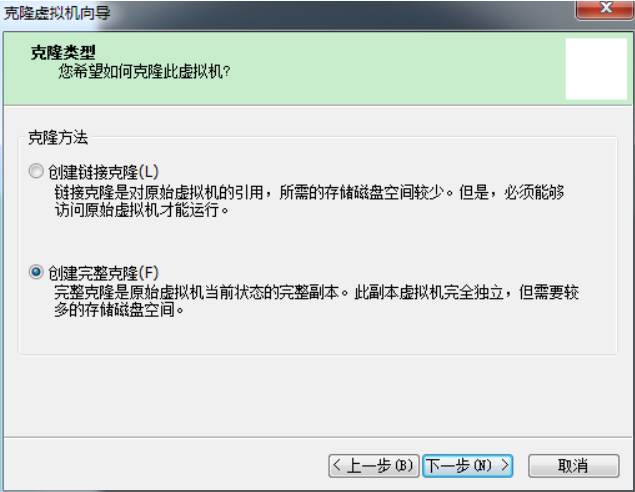 克隆虚拟机向导
克隆类型
您希望如何克隆此虚拟机?
克隆方法
创建链接克隆(L)
链接克隆是对原始虚拟机的引用，所需的存储磁盘空间较少。但是，必须能够
访问原始虚拟机才能运行。
创建完整克隆(F)
完整克隆是原始虚拟机当前状态的完整副本。此副本虚拟机完全独立，但需要较
多的存储磁盘空间。
< 上一步(B) 下一步(N) > 取消